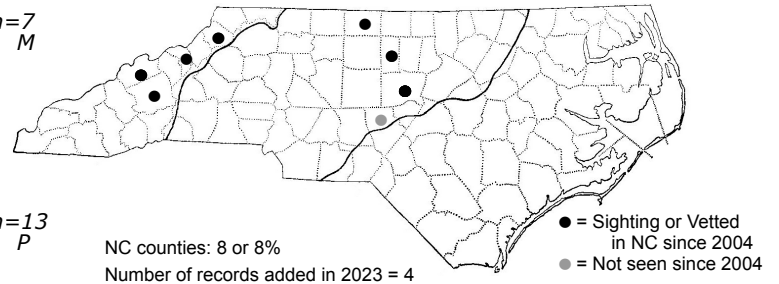 n=7
M
n=13
P
NC counties: 8 or 8%
Number of records added in 2023 = 4
= Sighting or Vetted
in NC since 2004
= Not seen since 2004